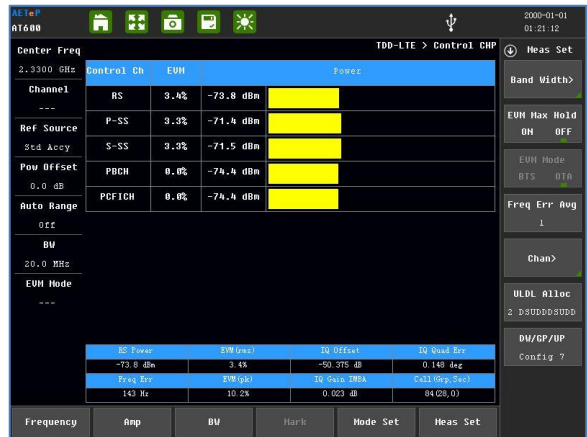 AETeP
AT600
2000-01-01
01:21:12
TDD-LTE > Control CHP
Center Freq
2.3300 GHz
Channel
---
Ref Source
Std Accy
Pow Offset
0.0 dB
Auto Range
Off
BW
20.0 MHz
EVM Mode
---
Control Ch EVM Power
RS 3.4% -73.8 dBm
P-SS 3.3% -71.4 dBm
S-SS 3.3% -71.5 dBm
PBCH 0.0% -74.4 dBm
PCFICH 0.0% -74.4 dBm
RS Power EVM(rms) IQ Offset IQ Quad Err
-73.8 dBm 3.4% -50.375 dB 0.148 deg
Freq Err EVM(pk) IQ Gain IMBA Cell(Grp,Sec)
143 Hz 10.2% 0.023 dB 84(28,0)
Meas Set
Band Width>
EVM Max Hold
ON OFF
EVM Mode
BTS OTA
Freq Err Avg
1
Chan>
ULDL Alloc
2 DSUDDDSUDD
DW/GP/UP
Config 7
Frequency Amp BW Mark Mode Set Meas Set